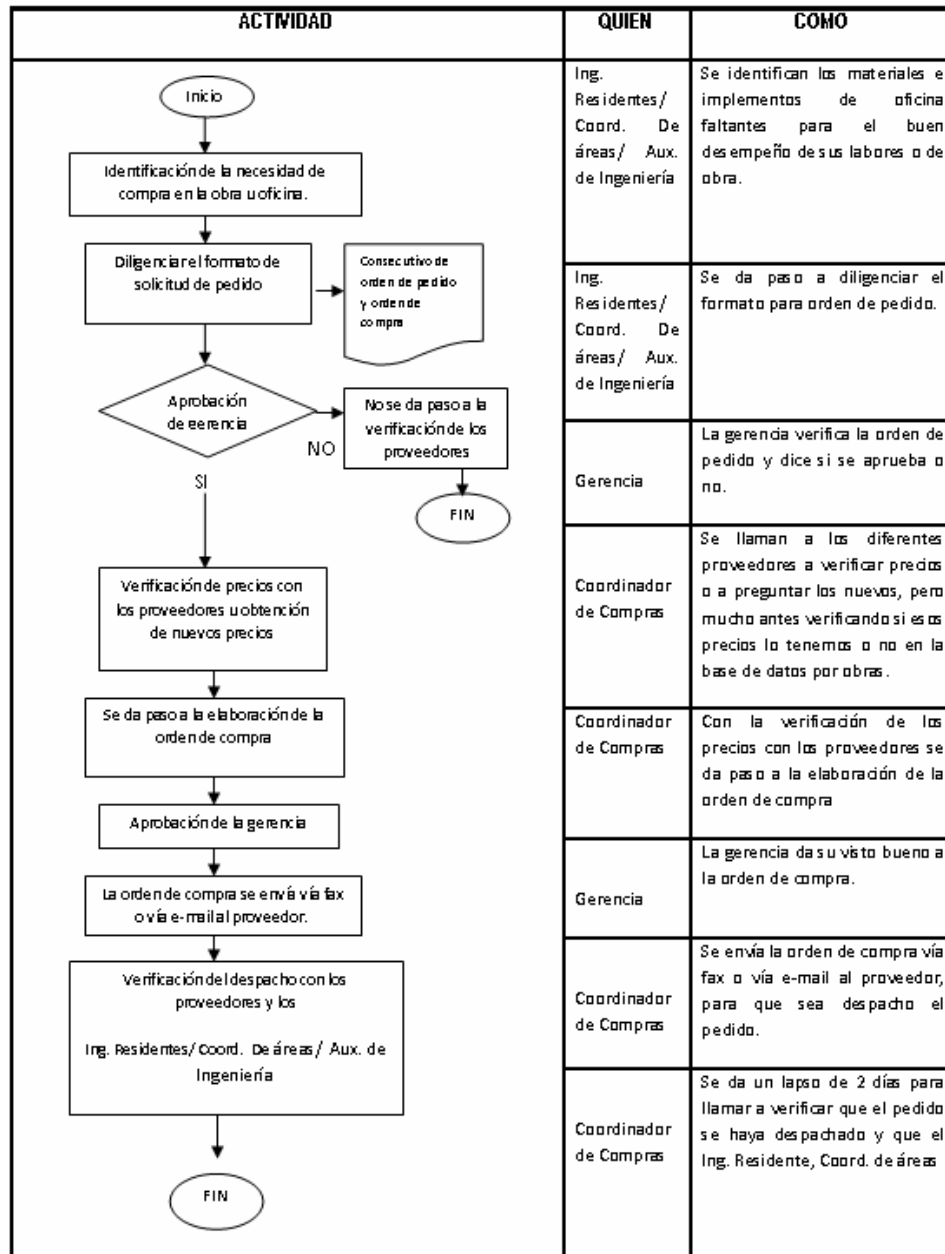 ACTIVIDAD
QUIEN
COMO
Inicio
Identificación de la necesidad de
compra en la obra u oficina.
Diligenciar el formato de
solicitud de pedido
Consecutivo de
orden de pedido
y orden de
compra
Aprobación
de gerencia
NO
No se da paso a la
verificación de los
proveedores
FIN
SI
Verificación de precios con
los proveedores u obtención
de nuevos precios
Se da paso a la elaboración de la
orden de compra
Aprobación de la gerencia
La orden de compra se envía vía fax
o vía e-mail al proveedor.
Verificación del despacho con los
proveedores y los
Ing. Residentes/ Coord. De áreas/ Aux. de
Ingeniería
FIN
Ing.
Residentes/
Coord. De
áreas/ Aux.
de Ingeniería
Se identifican los materiales e
implementos de oficina
faltantes para el buen
desempeño de sus labores o de
obra.
Ing.
Residentes/
Coord. De
áreas/ Aux.
de Ingeniería
Se da paso a diligenciar el
formato para orden de pedido.
Gerencia
La gerencia verifica la orden de
pedido y dice si se aprueba o
no.
Coordinador
de Compras
Se llaman a los diferentes
proveedores a verificar precios
o a preguntar los nuevos, pero
mucho antes verificando si esos
precios lo tenemos o no en la
base de datos por obras.
Coordinador
de Compras
Con la verificación de los
precios con los proveedores se
da paso a la elaboración de la
orden de compra
Gerencia
La gerencia da su visto bueno a
la orden de compra.
Coordinador
de Compras
Se envía la orden de compra vía
fax o vía e-mail al proveedor,
para que sea despacho el
pedido.
Coordinador
de Compras
Se da un lapso de 2 días para
llamar a verificar que el pedido
se haya despachado y que el
Ing. Residente, Coord. de áreas